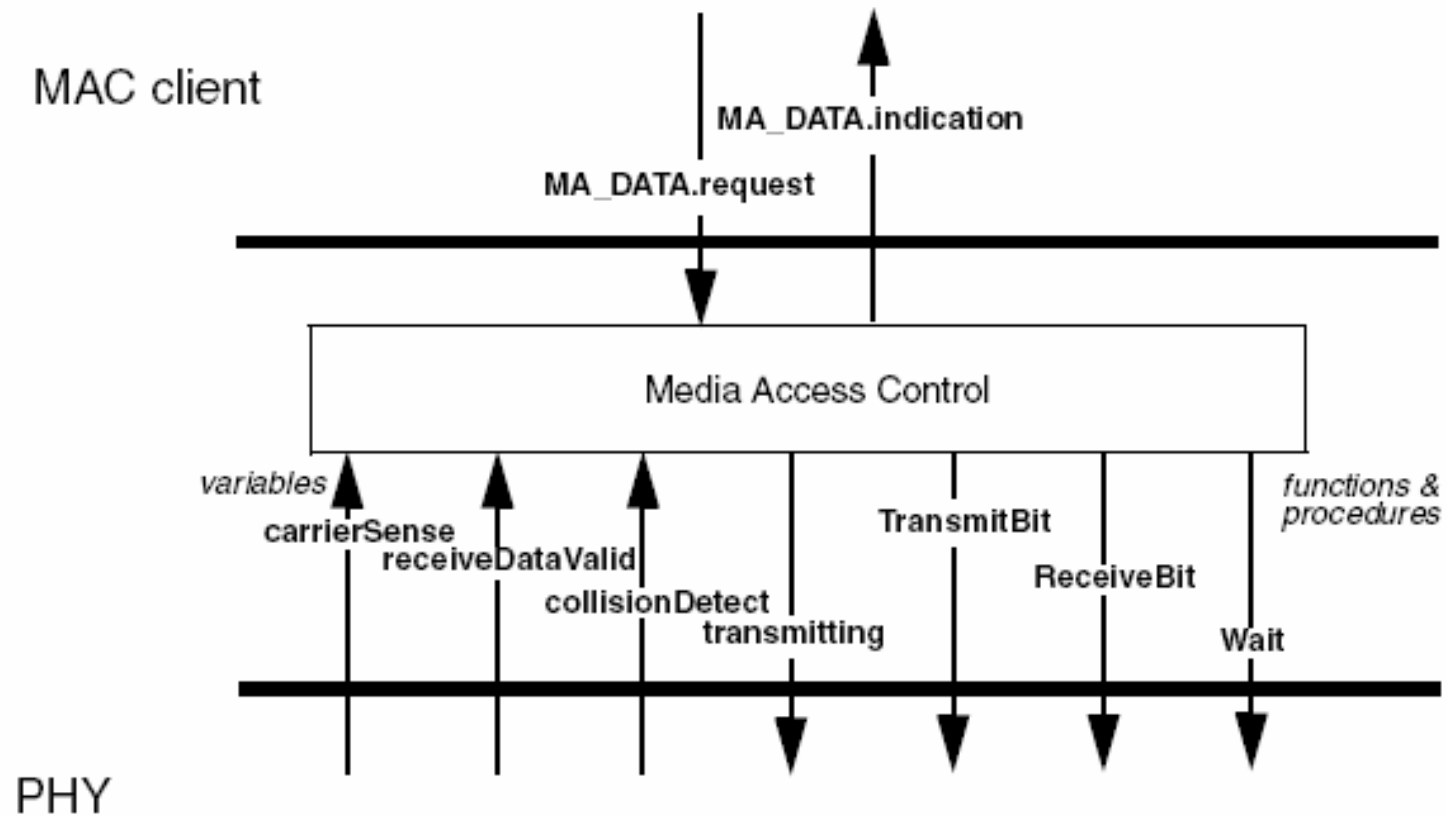 MAC client
MA_DATA.indication
MA_DATA.request
Media Access Control
variables
functions &
procedures
carrierSense
TransmitBit
receiveDataValid
ReceiveBit
collisionDetect
transmitting
Wait
PHY